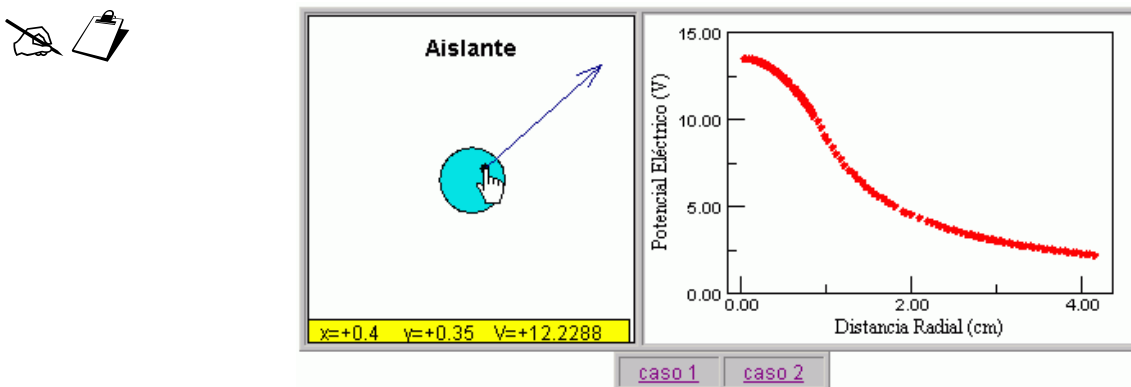 Aislante
x=+0.4 y=+0.35 V=+12.2288
Potencial Eléctrico (V)
15.00
10.00
5.00
0.00
0.00 2.00 4.00
Distancia Radial (cm)
caso 1 caso 2